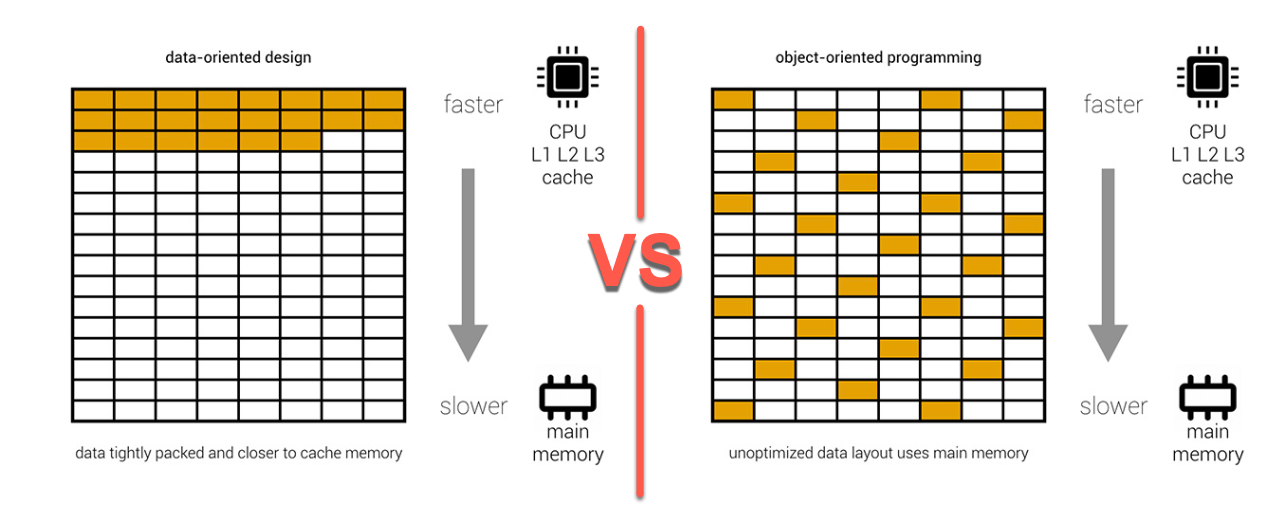 data-oriented design
faster
CPU
L1 L2 L3
cache
slower
main
memory
data tightly packed and closer to cache memory
VS
object-oriented programming
faster
CPU
L1 L2 L3
cache
slower
main
memory
unoptimized data layout uses main memory